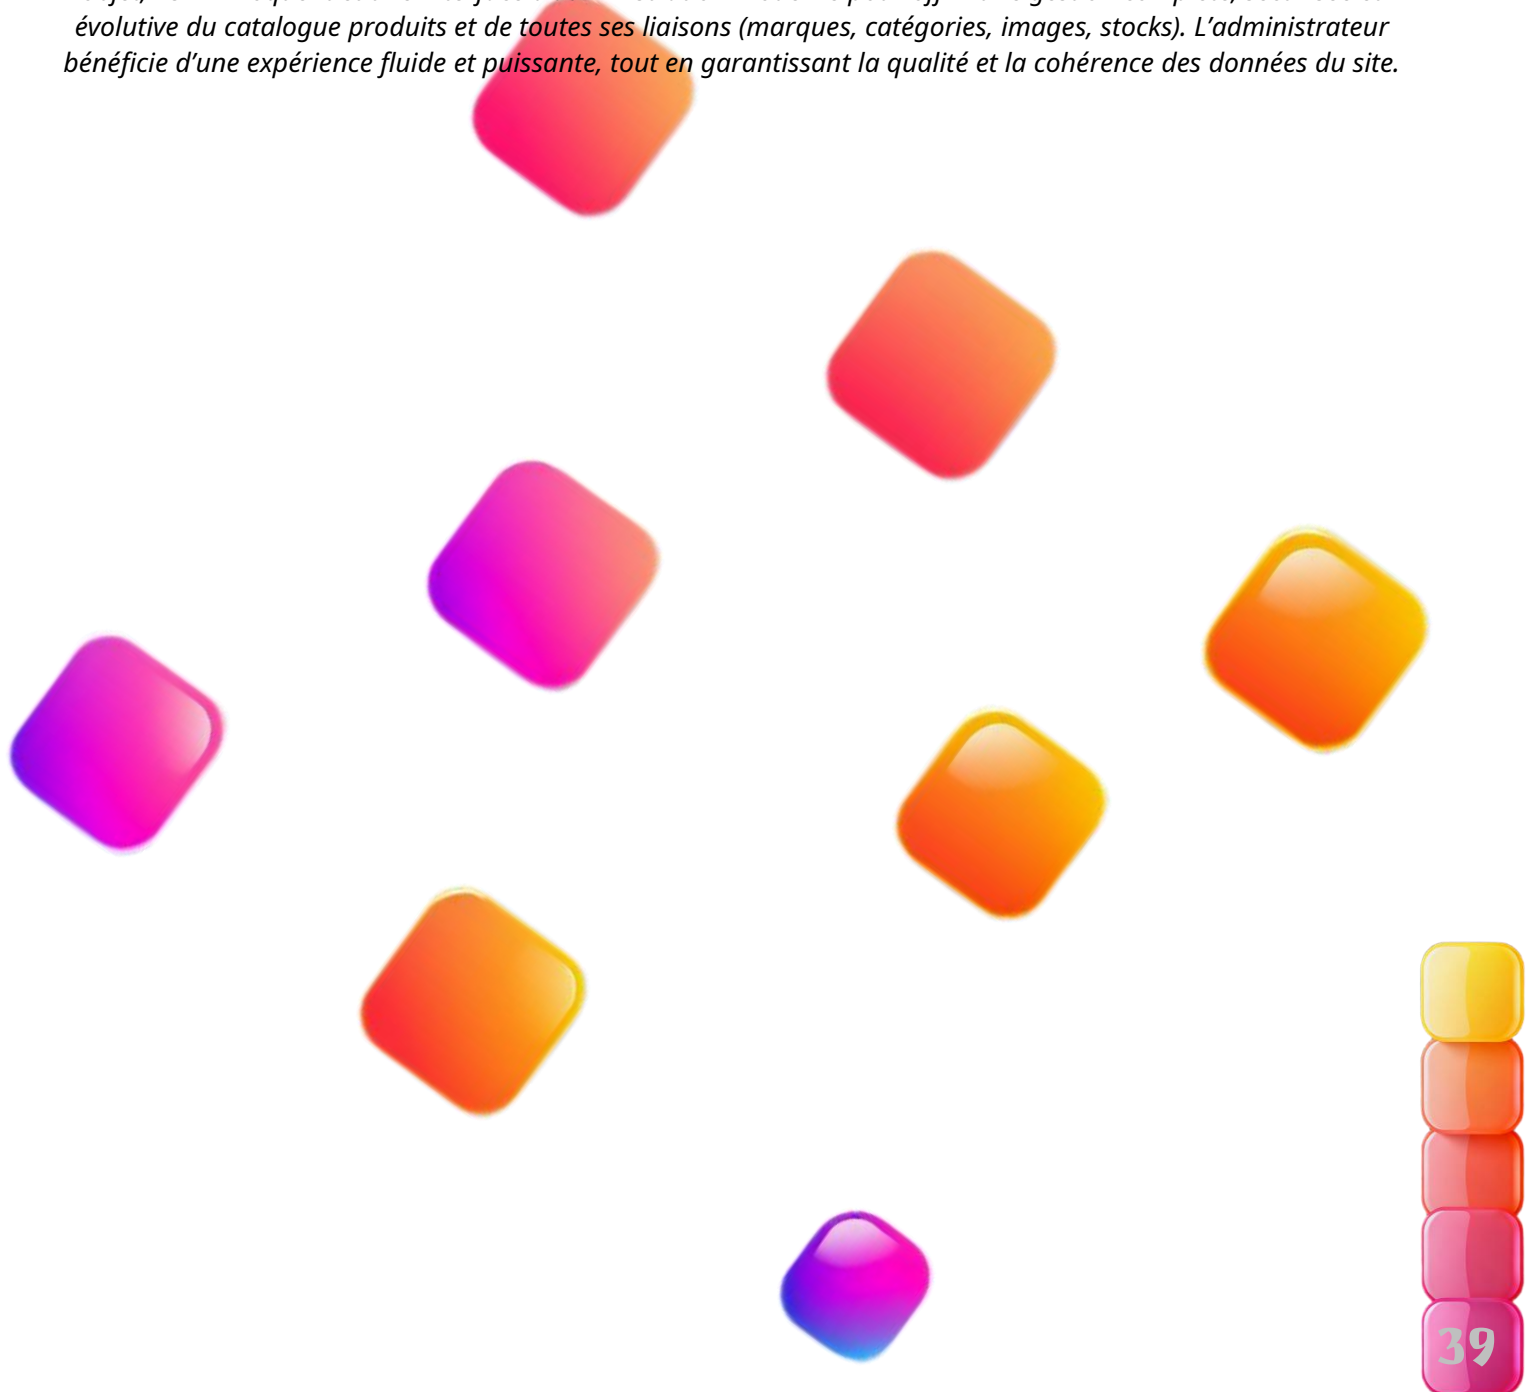 évolutive du catalogue produits et de toutes ses liaisons (marques, catégories, images, stocks). L’administrateur
bénéficie d’une expérience fluide et puissante, tout en garantissant la qualité et la cohérence des données du site.
39